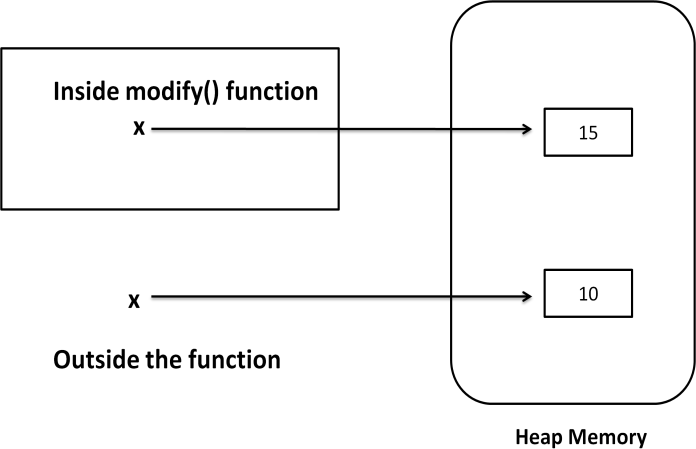 Inside modify() function
x
15
x
10
Outside the function
Heap Memory